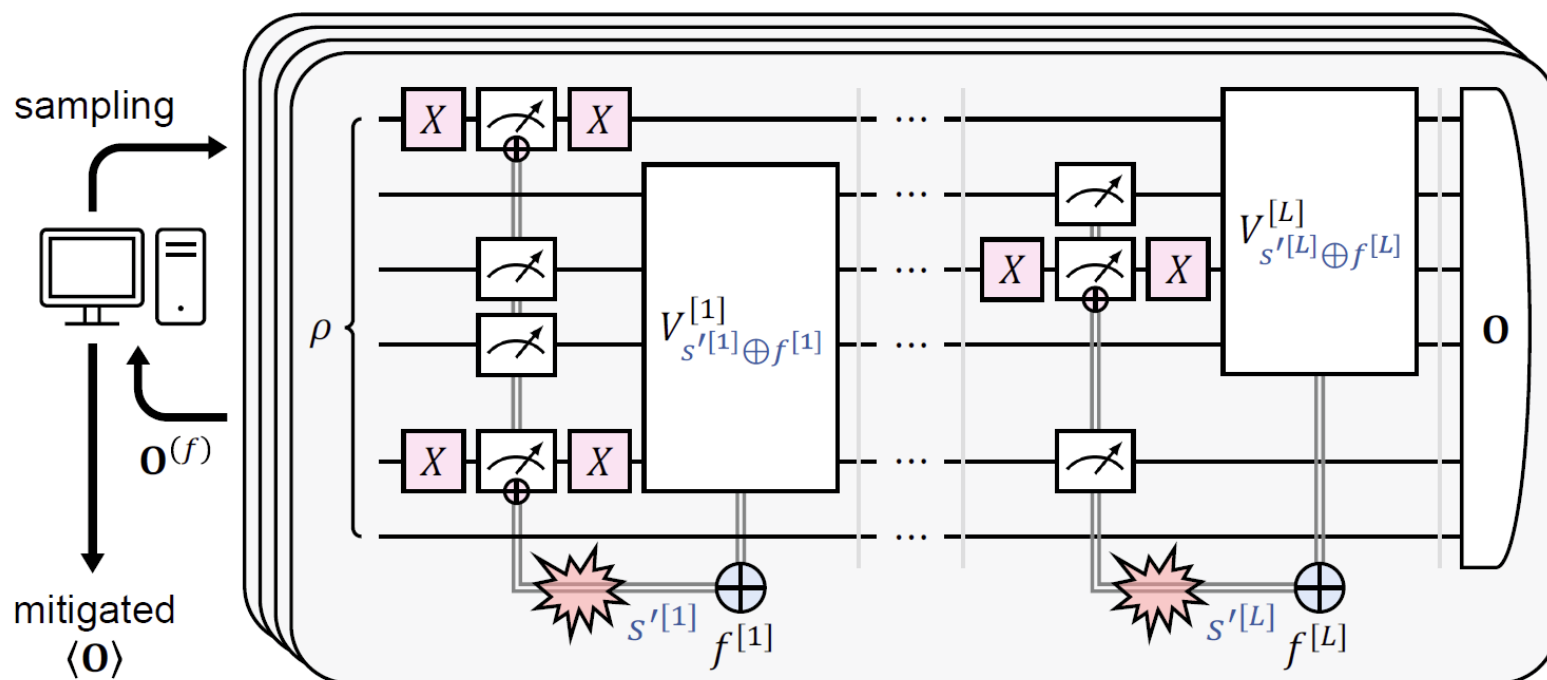 sampling
X X
ρ
V^{[1]}_{s'^{[1]}⊕f^{[1]}}
X X
s'^{[1]}
f^{[1]}
...
...
...
...
...
...
X X
V^{[L]}_{s'^{[L]}⊕f^{[L]}}
s'^{[L]}
f^{[L]}
O
O^{(f)}
mitigated
⟨O⟩